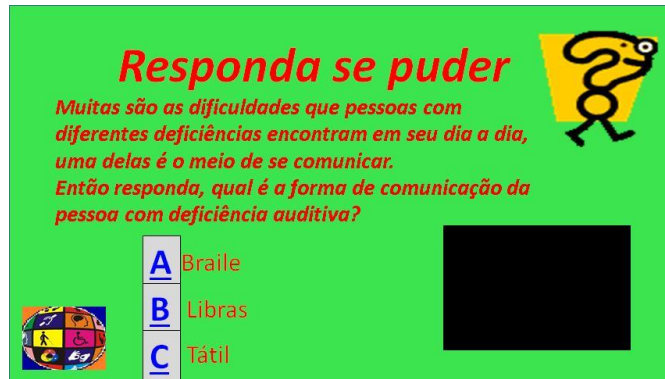 Responda se puder
Muitas são as dificuldades que pessoas com
diferentes deficiências encontram em seu dia a dia,
uma delas é o meio de se comunicar.
Então responda, qual é a forma de comunicação da
pessoa com deficiência auditiva?
A Braile
B Libras
C Tátil